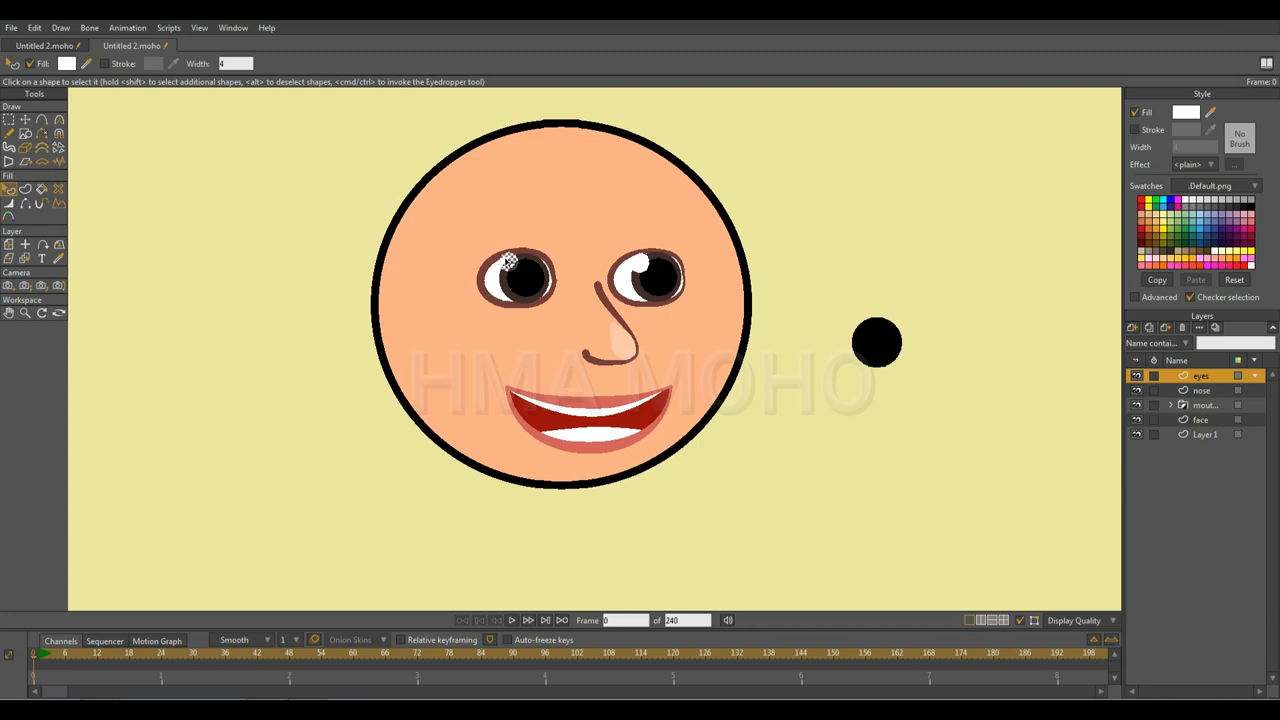 File Edit Draw Bone Animation Scripts View Window Help
Untitled 2.moho Untitled 2.moho
Fill: Stroke: Width: 4
Click on a shape to select it (hold <shift> to select additional shapes, <alt> to deselect shapes, <cmd/ctrl> to invoke the Eyedropper tool) Frame: 0
Tools Style
Draw
Fill
Stroke No
Width Brush
Effect <plain> ...
Fill
Swatches .Default.png
T
Layer
Camera
Workspace
Copy Paste Reset
Advanced Checker selection
Layers
Name contai...
Name
eyes
nose
mout...
face
Layer 1
HMA MOHO
Frame 0 of 240 Display Quality
Channels Sequencer Motion Graph Smooth 1 Onion Skins Relative keyframing Auto-freeze keys
0 6 12 18 24 30 36 42 48 54 60 66 72 78 84 90 96 102 108 114 120 126 132 138 144 150 156 162 168 174 180 186 192 198
0 1 2 3 4 5 6 7 8